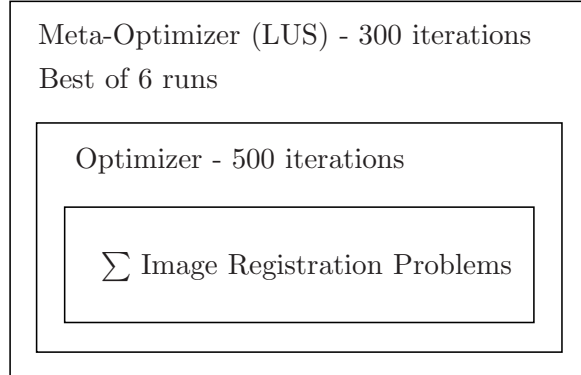 Meta-Optimizer (LUS) - 300 iterations
Best of 6 runs
Optimizer - 500 iterations
∑ Image Registration Problems